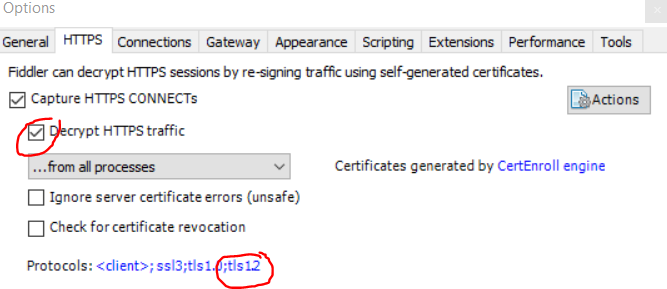 Options
General HTTPS Connections Gateway Appearance Scripting Extensions Performance Tools
Fiddler can decrypt HTTPS sessions by re-signing traffic using self-generated certificates.
Capture HTTPS CONNECTs Actions
Decrypt HTTPS traffic
...from all processes Certificates generated by CertEnroll engine
Ignore server certificate errors (unsafe)
Check for certificate revocation
Protocols: <client>; ssl3;tls1.0;tls1.2